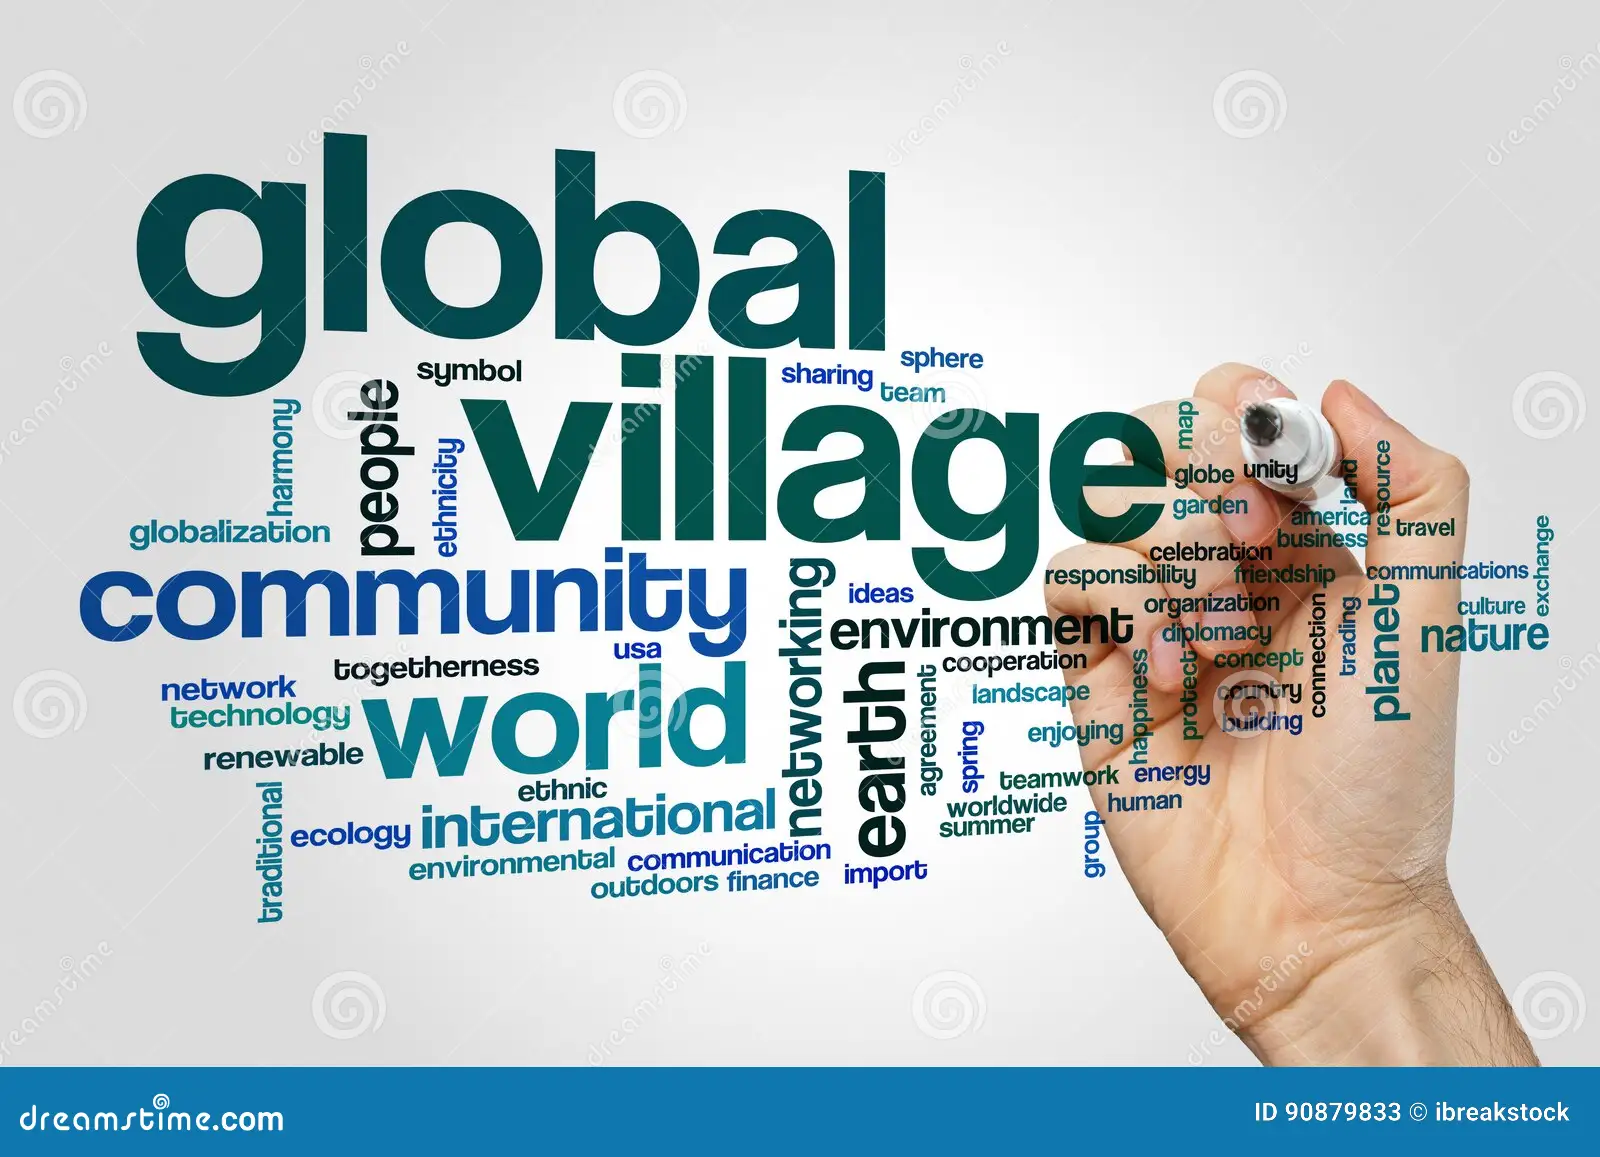 global
village
symbol
sharing
sphere
team
people
harmony
ethnicity
globalization
community
usa
togetherness
network
technology
renewable
world
ethnic
traditional
ecology
international
environmental
communication
outdoors
finance
import
networking
ideas
environment
earth
cooperation
agreement
landscape
spring
enjoying
teamwork
worldwide
summer
energy
human
group
happiness
protect
map
globe
unity
garden
land
resource
america
business
travel
celebration
responsibility
friendship
communications
exchange
organization
diplomacy
concept
country
building
connection
trading
planet
culture
nature
dreamstime.com
ID 90879833 © ibreakstock